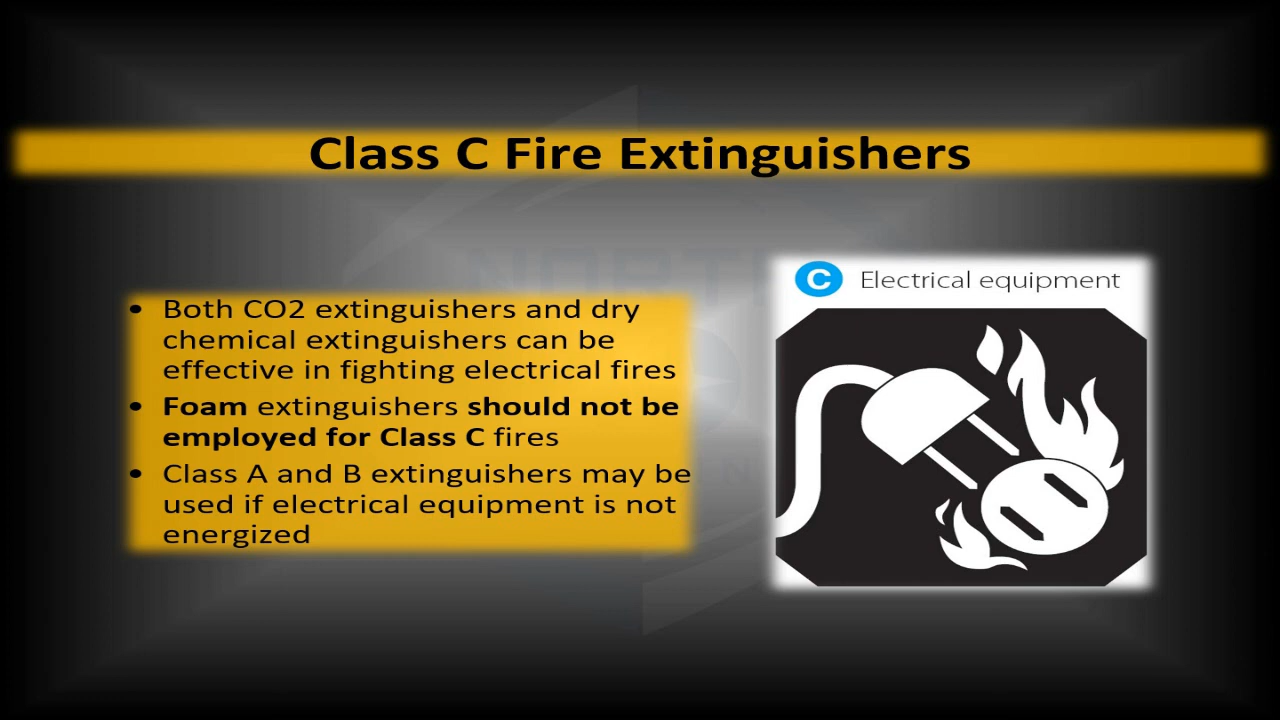 Class C Fire Extinguishers
• Both CO2 extinguishers and dry
chemical extinguishers can be
effective in fighting electrical fires
• Foam extinguishers should not be
employed for Class C fires
• Class A and B extinguishers may be
used if electrical equipment is not
energized
C Electrical equipment